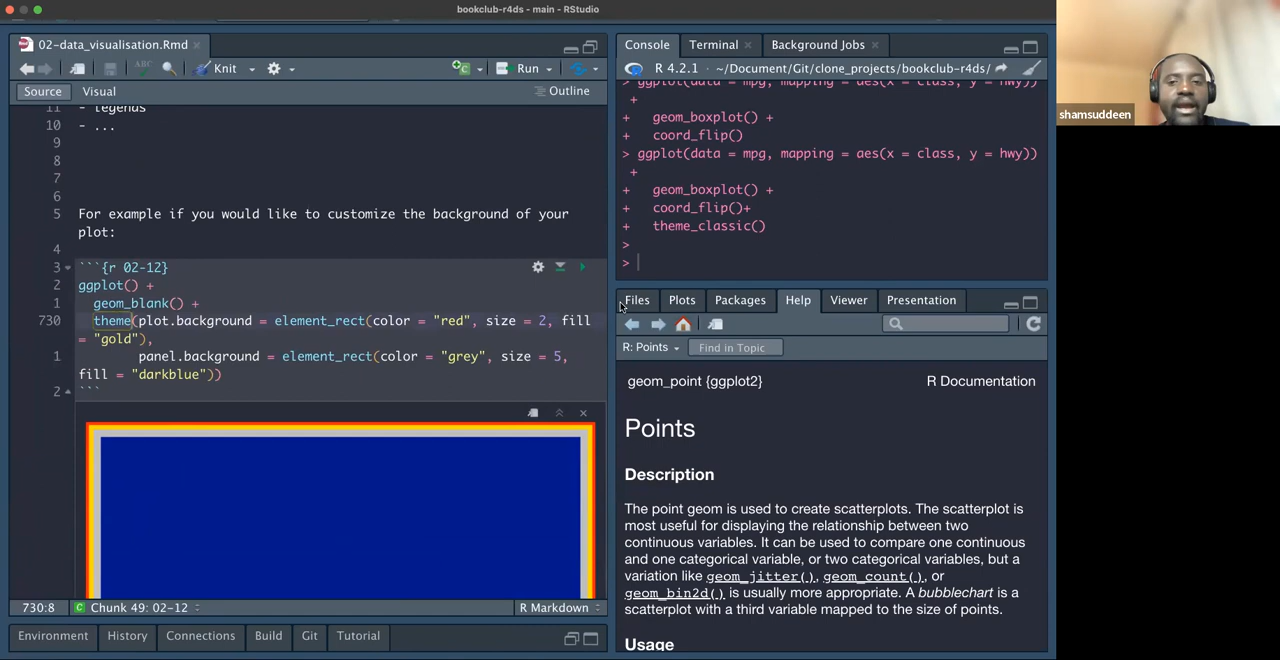 bookclub-r4ds - main - RStudio
02-data_visualisation.Rmd
Knit
Run
Source Visual
Outline
11 - legends
10 - ...
9
8
7
6
5 For example if you would like to customize the background of your
plot:
4
3 ```{r 02-12}
2 ggplot() +
1 geom_blank() +
730 theme(plot.background = element_rect(color = "red", size = 2, fill
= "gold"),
1 panel.background = element_rect(color = "grey", size = 5,
fill = "darkblue"))
2 ```
730:8 Chunk 49: 02-12 R Markdown
Environment History Connections Build Git Tutorial
Console Terminal Background Jobs
R 4.2.1 · ~/Document/Git/clone_projects/bookclub-r4ds/
> ggplot(data = mpg, mapping = aes(x = class, y = hwy))
+
+ geom_boxplot() +
+ coord_flip()
> ggplot(data = mpg, mapping = aes(x = class, y = hwy))
+
+ geom_boxplot() +
+ coord_flip()+
+ theme_classic()
>
>
Files Plots Packages Help Viewer Presentation
R: Points Find in Topic
geom_point {ggplot2} R Documentation
Points
Description
The point geom is used to create scatterplots. The scatterplot is
most useful for displaying the relationship between two
continuous variables. It can be used to compare one continuous
and one categorical variable, or two categorical variables, but a
variation like geom_jitter(), geom_count(), or
geom_bin2d() is usually more appropriate. A bubblechart is a
scatterplot with a third variable mapped to the size of points.
Usage
shamsuddeen